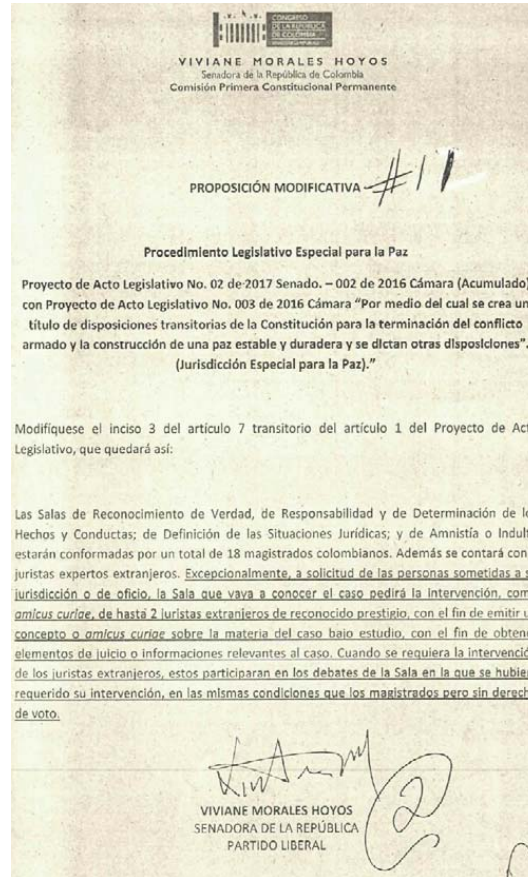 CONGRESO
DE LA REPÚBLICA
DE COLOMBIA
VIVIANE MORALES HOYOS
Senadora de la República de Colombia
Comisión Primera Constitucional Permanente
PROPOSICIÓN MODIFICATIVA
Procedimiento Legislativo Especial para la Paz
Proyecto de Acto Legislativo No. 02 de 2017 Senado. – 002 de 2016 Cámara (Acumulado)
con Proyecto de Acto Legislativo No. 003 de 2016 Cámara “Por medio del cual se crea un
título de disposiciones transitorias de la Constitución para la terminación del conflicto
armado y la construcción de una paz estable y duradera y se dictan otras disposiciones”.
(Jurisdicción Especial para la Paz).”
Modifíquese el inciso 3 del artículo 7 transitorio del artículo 1 del Proyecto de Act
Legislativo, que quedará así:
Las Salas de Reconocimiento de Verdad, de Responsabilidad y de Determinación de lo
Hechos y Conductas; de Definición de las Situaciones Jurídicas; y de Amnistía o Indult
estarán conformadas por un total de 18 magistrados colombianos. Además se contará con
juristas expertos extranjeros. Excepcionalmente, a solicitud de las personas sometidas a s
jurisdicción o de oficio, la Sala que vaya a conocer el caso pedirá la intervención, com
amicus curiae, de hasta 2 juristas extranjeros de reconocido prestigio, con el fin de emitir u
concepto o amicus curiae sobre la materia del caso bajo estudio, con el fin de obtene
elementos de juicio o informaciones relevantes al caso. Cuando se requiera la intervenció
de los juristas extranjeros, estos participaran en los debates de la Sala en la que se hubier
requerido su intervención, en las mismas condiciones que los magistrados pero sin derech
de voto.
VIVIANE MORALES HOYOS
SENADORA DE LA REPÚBLICA
PARTIDO LIBERAL